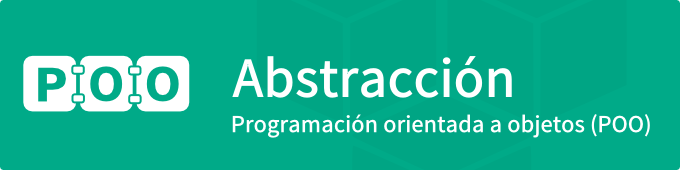 POO
Abstracción
Programación orientada a objetos (POO)